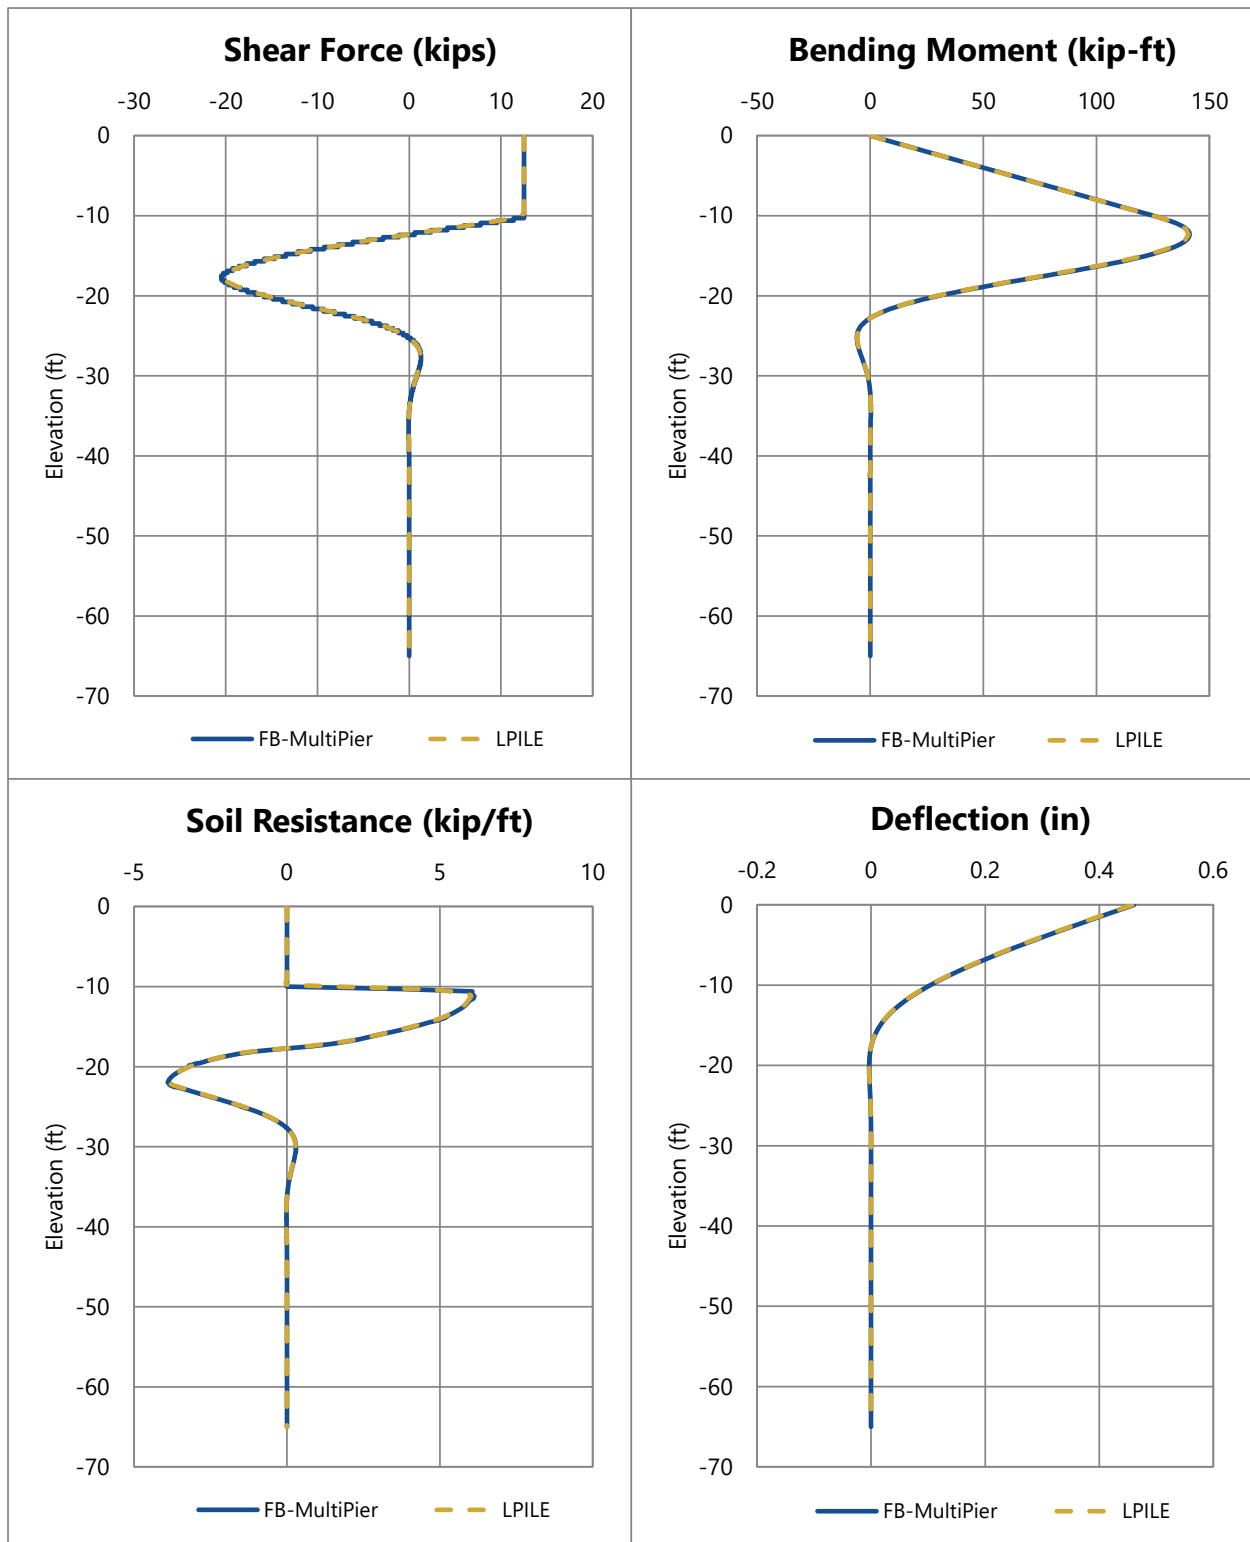 Shear Force (kips)
-30 -20 -10 0 10 20
0
-10
-20
-30
-40
-50
-60
-70
Elevation (ft)
FB-MultiPier LPILE
Bending Moment (kip-ft)
-50 0 50 100 150
0
-10
-20
-30
-40
-50
-60
-70
Elevation (ft)
FB-MultiPier LPILE
Soil Resistance (kip/ft)
-5 0 5 10
0
-10
-20
-30
-40
-50
-60
-70
Elevation (ft)
FB-MultiPier LPILE
Deflection (in)
-0.2 0 0.2 0.4 0.6
0
-10
-20
-30
-40
-50
-60
-70
Elevation (ft)
FB-MultiPier LPILE